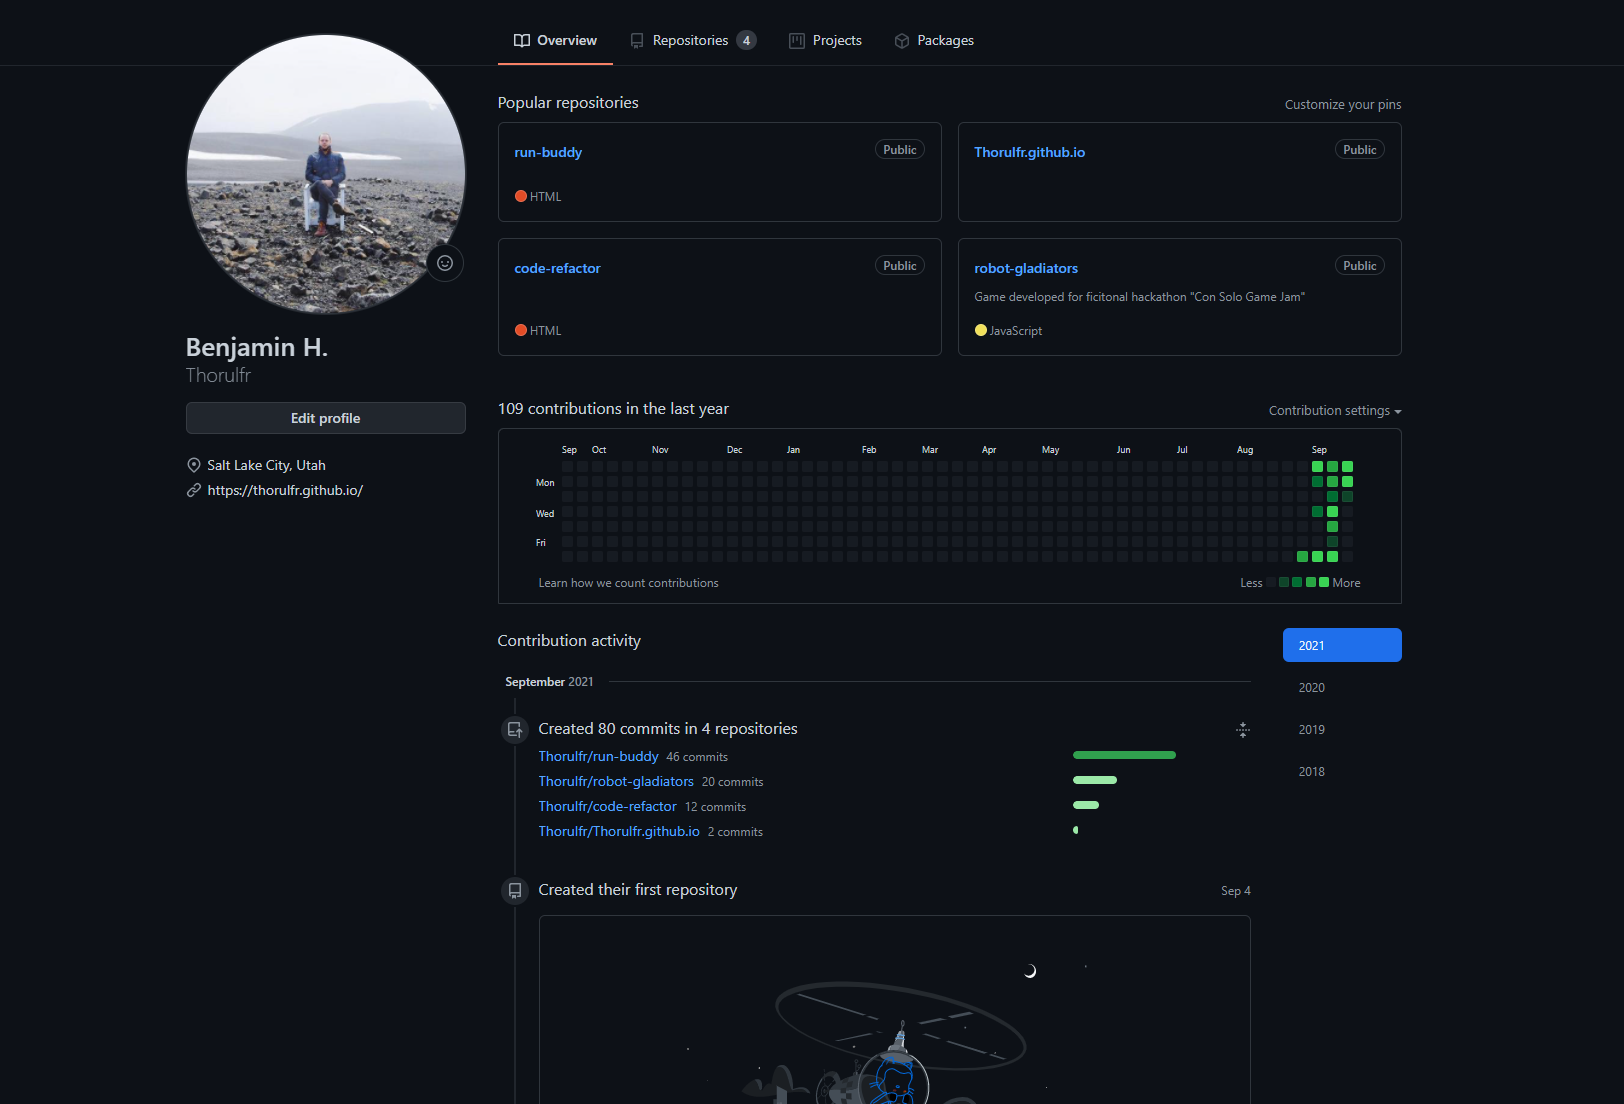 Overview Repositories 4 Projects Packages
Benjamin H.
Thorulfr
Edit profile
Salt Lake City, Utah
https://thorulfr.github.io/
Popular repositories Customize your pins
run-buddy Public
HTML
Thorulfr.github.io Public
code-refactor Public
HTML
robot-gladiators Public
Game developed for ficitonal hackathon "Con Solo Game Jam"
JavaScript
109 contributions in the last year Contribution settings
Sep Oct Nov Dec Jan Feb Mar Apr May Jun Jul Aug Sep
Mon
Wed
Fri
Learn how we count contributions Less More
Contribution activity
2021
2020
2019
2018
September 2021
Created 80 commits in 4 repositories
Thorulfr/run-buddy 46 commits
Thorulfr/robot-gladiators 20 commits
Thorulfr/code-refactor 12 commits
Thorulfr/Thorulfr.github.io 2 commits
Created their first repository Sep 4